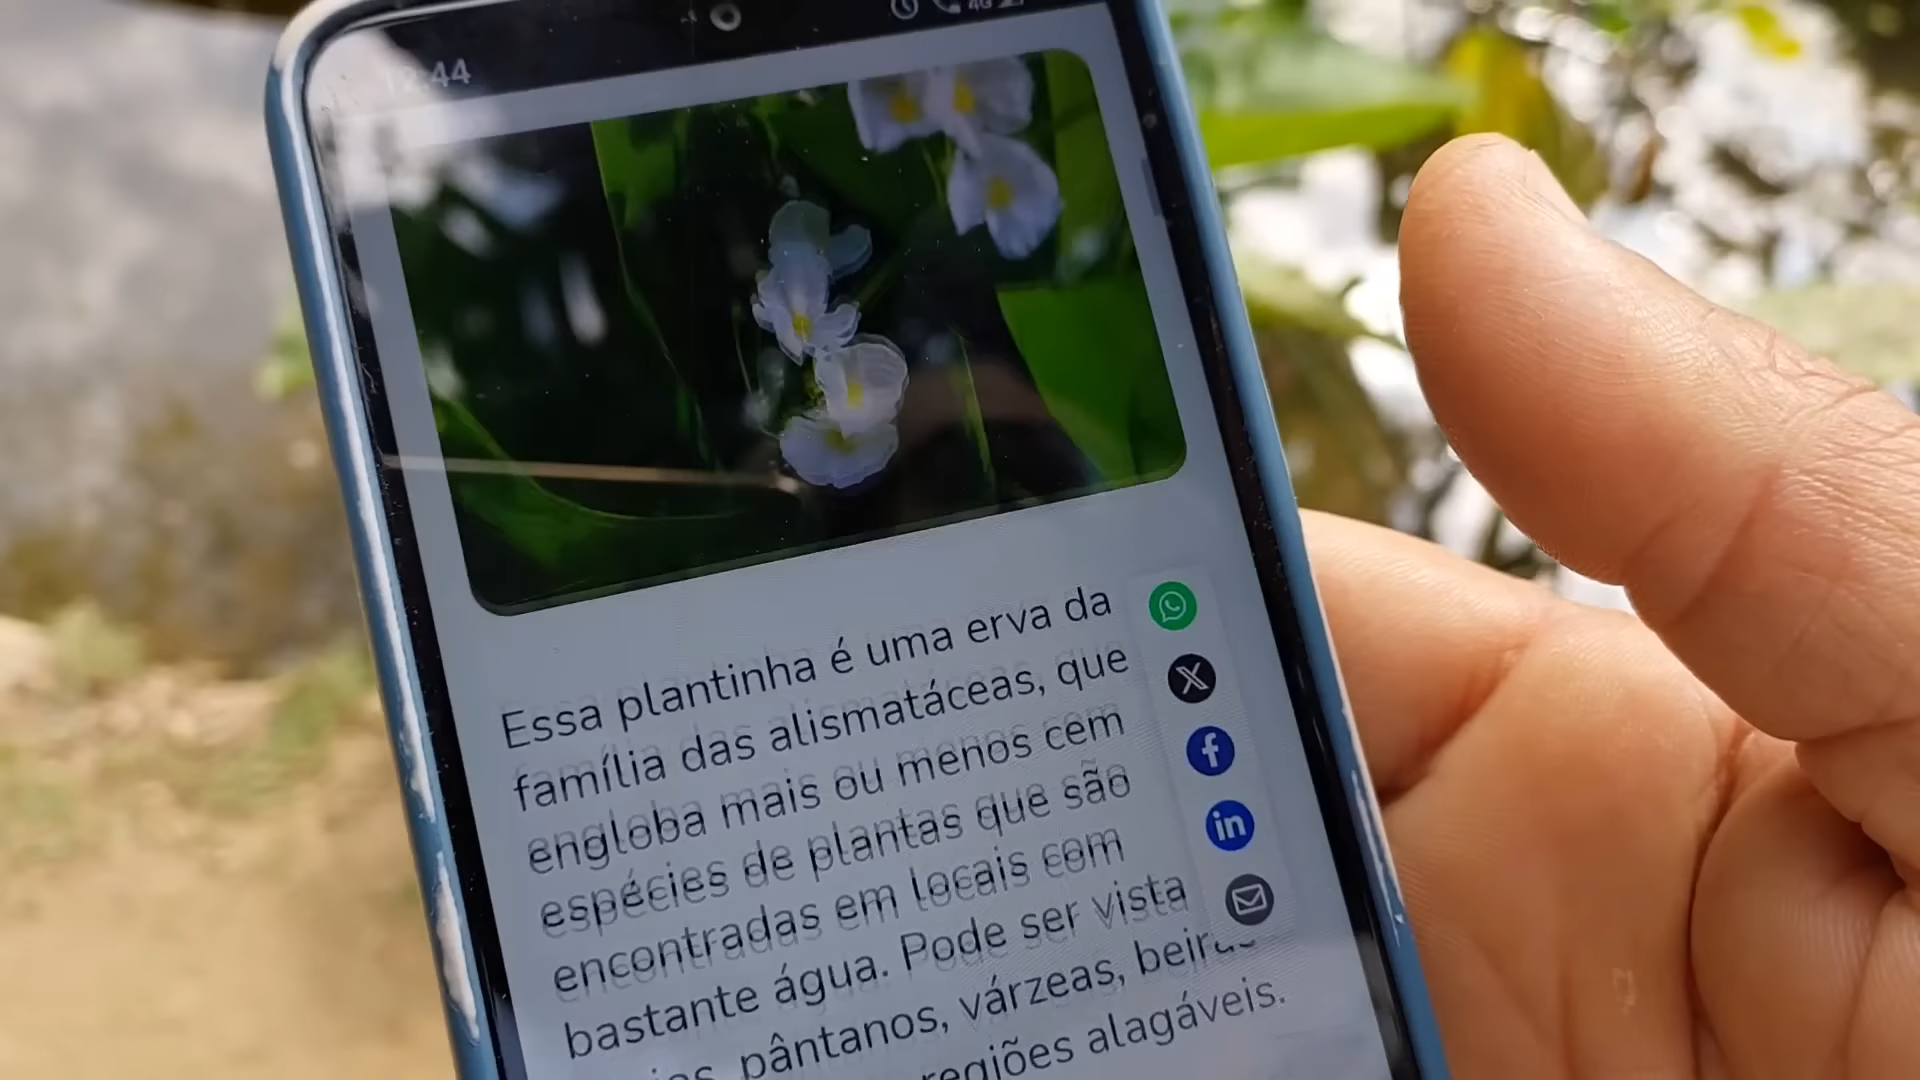 12:44
4G
Essa plantinha é uma erva da
família das alismatáceas, que
engloba mais ou menos cem
espécies de plantas que são
encontradas em locais com
bastante água. Pode ser vista
pântanos, várzeas,
regiões alagáveis.